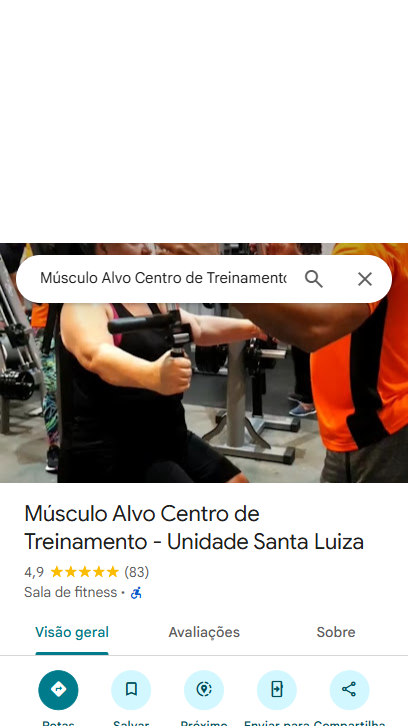 Músculo Alvo Centro de Treinamento
Músculo Alvo Centro de
Treinamento - Unidade Santa Luiza
4,9 (83)
Sala de fitness ·
Visão geral Avaliações Sobre
Rotas Salvar Próximo Enviar para Compartilha